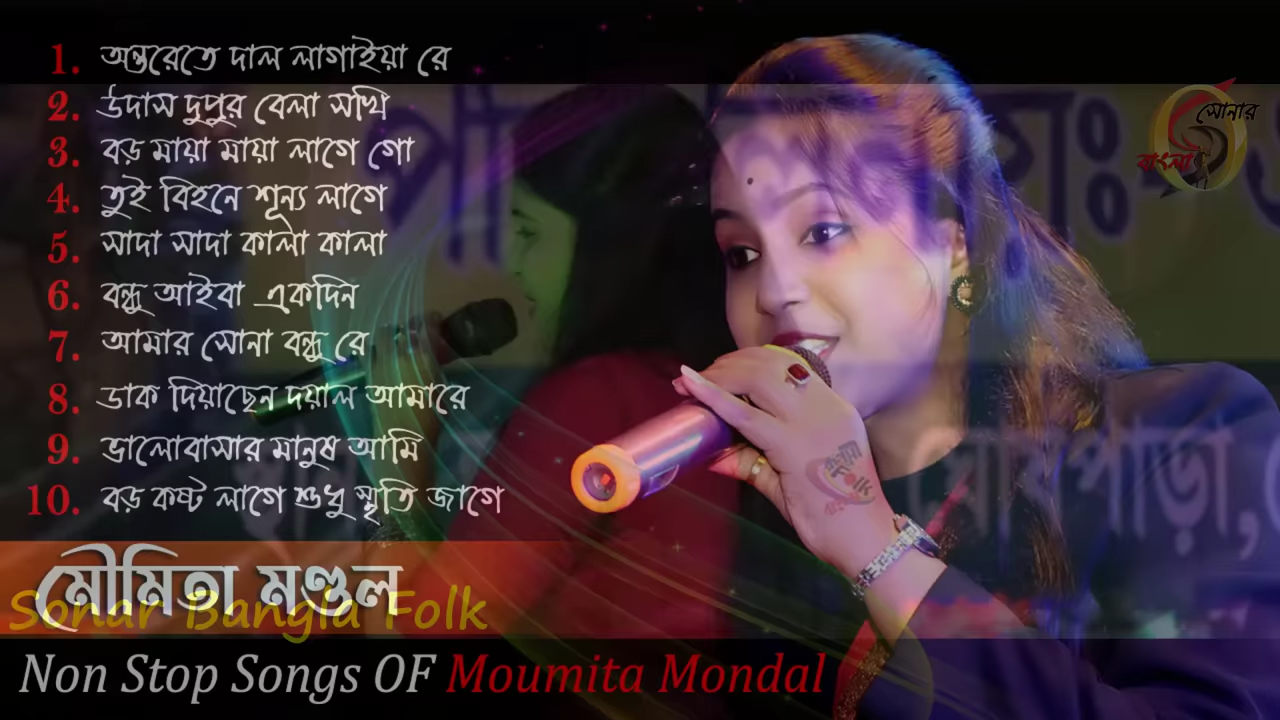 1. অন্তরেতে দাল লাগাইয়া রে
2. উদাস দুপুর বেলা সখি
3. বড় মায়া মায়া লাগে গো
4. তুই বিহনে শূন্য লাগে
5. সাদা সাদা কালা কালা
6. বন্ধু আইবা একদিন
7. আমার সোনা বন্ধু রে
8. ডাক দিয়াছেন দয়াল আমারে
9. ভালোবাসার মানুষ আমি
10. বড় কষ্ট লাগে শুধু স্মৃতি জাগে
সোনার
বাংলা
ঘোষপাড়া,
Folk
মৌমিতা মণ্ডল
Sonar Bangla Folk
Non Stop Songs OF Moumita Mondal